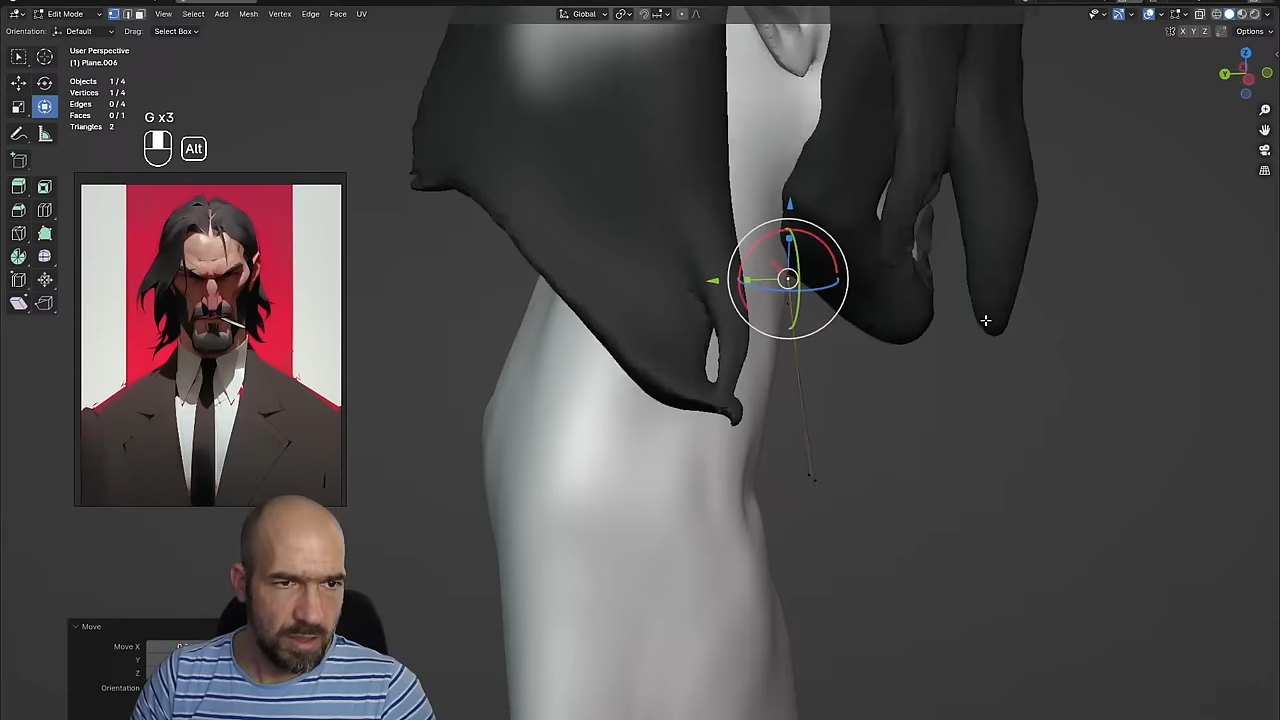 Edit Mode View Select Add Mesh Vertex Edge Face UV Global
Orientation: Default Drag: Select Box X Y Z Options
User Perspective
(1) Plane.006
Objects 1/4
Vertices 1/4
Edges 0/4
Faces 0/1
Triangles 2
G x3
Alt
Z
Y
Move
Move X
Y
Z
Orientation